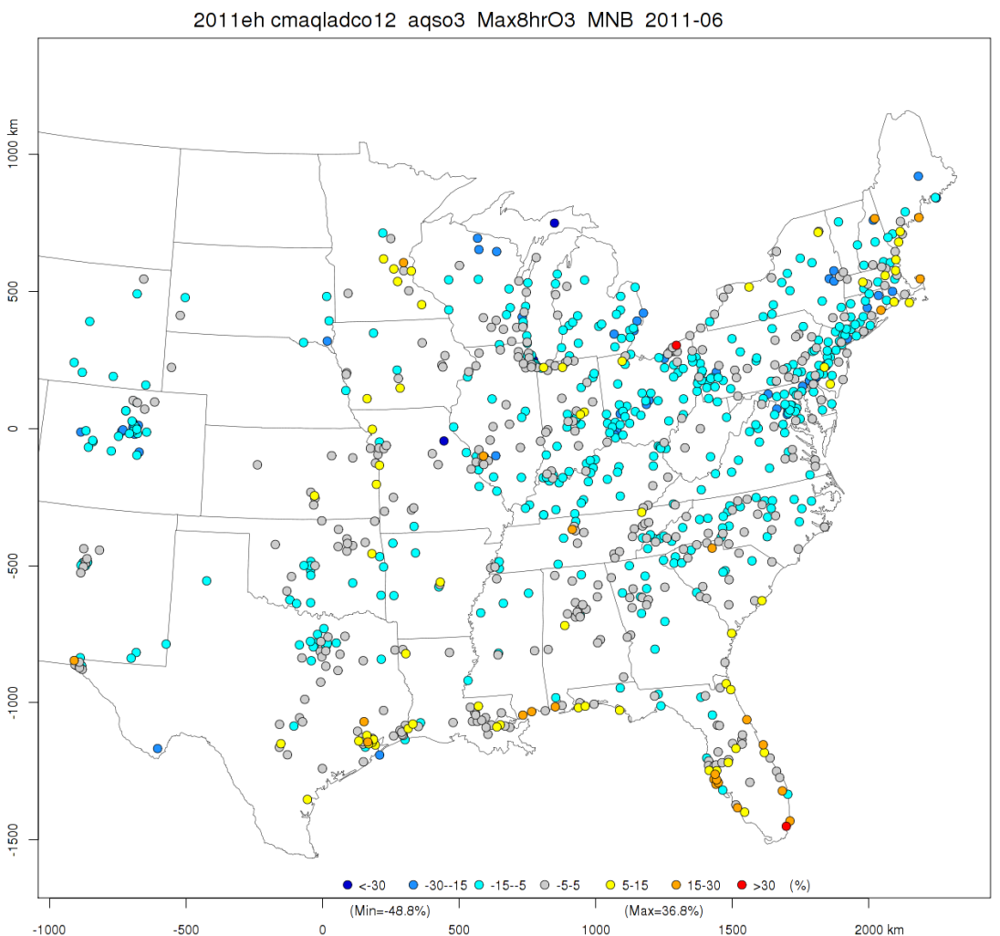 2011eh cmaqladco12 aqso3 Max8hrO3 MNB 2011-06
1000 km
500
0
-500
-1000
-1500
<-30 -30--15 -15--5 -5-5 5-15 15-30 >30 (%)
(Min=-48.8%) (Max=36.8%)
-1000 -500 0 500 1000 1500 2000 km